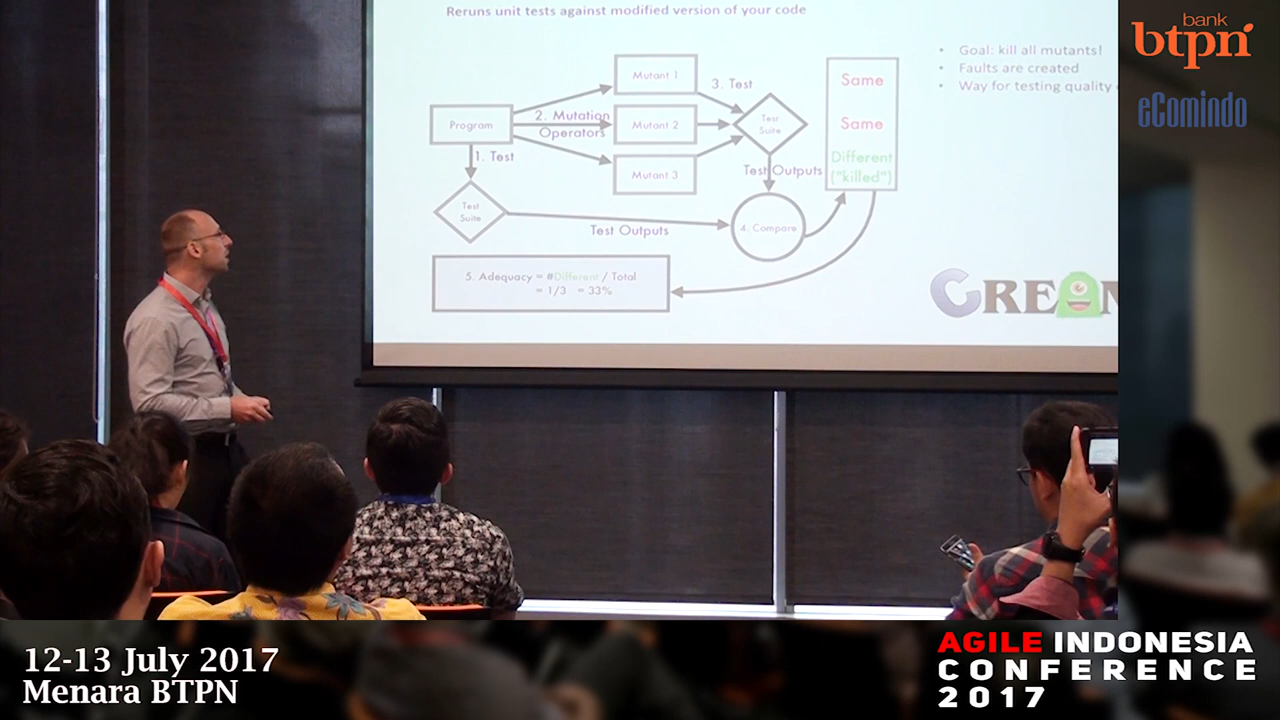 Reruns unit tests against modified version of your code
bank
btpn
eComindo
• Goal: kill all mutants!
• Faults are created
• Way for testing quality
Mutant 1
3. Test
Same
Program
2. Mutation
Operators
Mutant 2
Test
Suite
Same
1. Test
Mutant 3
Test Outputs
Different
("killed")
Test
Suite
Test Outputs
4. Compare
5. Adequacy = #Different / Total
= 1/3 = 33%
CREAM
12-13 July 2017
Menara BTPN
AGILE INDONESIA
CONFERENCE
2017